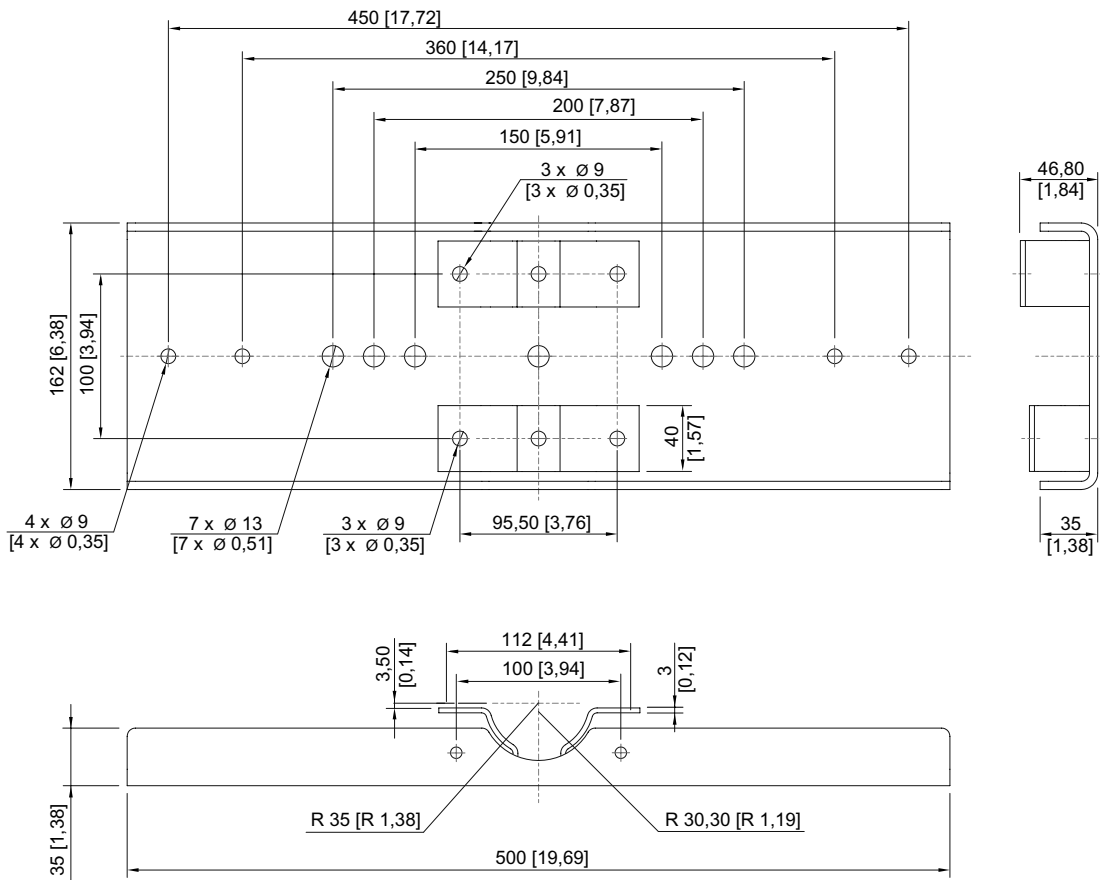 450 [17,72]
360 [14,17]
250 [9,84]
200 [7,87]
150 [5,91]
3 x Ø 9
[3 x Ø 0,35]
46,80
[1,84]
162 [6,38]
100 [3,94]
40
[1,57]
4 x Ø 9
[4 x Ø 0,35]
7 x Ø 13
[7 x Ø 0,51]
3 x Ø 9
[3 x Ø 0,35]
95,50 [3,76]
35
[1,38]
3,50
[0,14]
112 [4,41]
100 [3,94]
3
[0,12]
35 [1,38]
R 35 [R 1,38]
R 30,30 [R 1,19]
500 [19,69]